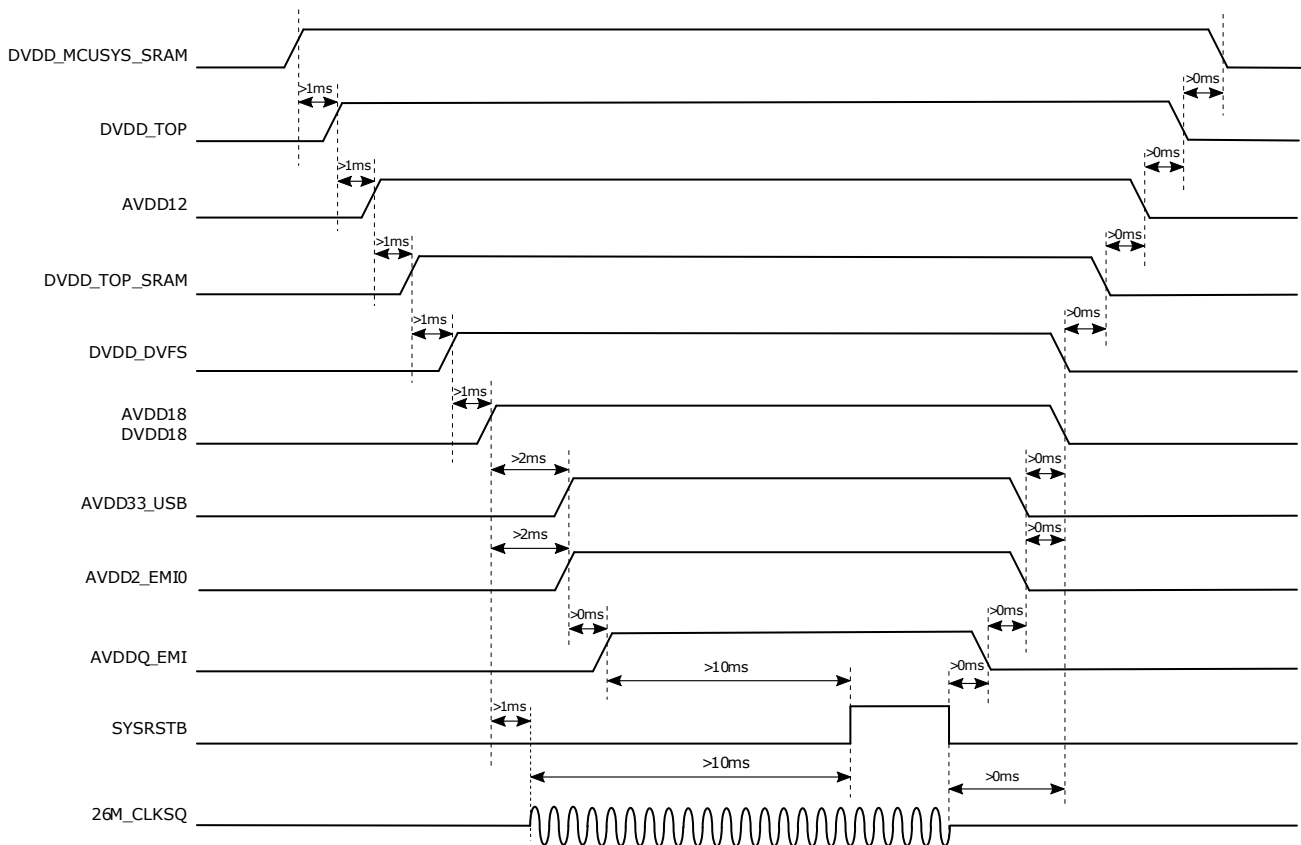 DVDD_MCUSYS_SRAM
>1ms
>0ms
DVDD_TOP
>1ms
>0ms
AVDD12
>1ms
>0ms
DVDD_TOP_SRAM
>1ms
>0ms
DVDD_DVFS
>1ms
AVDD18
DVDD18
>2ms
>0ms
AVDD33_USB
>2ms
>0ms
AVDD2_EMI0
>0ms
>0ms
AVDDQ_EMI
>10ms
>0ms
>1ms
SYSRSTB
>10ms
>0ms
26M_CLKSQ